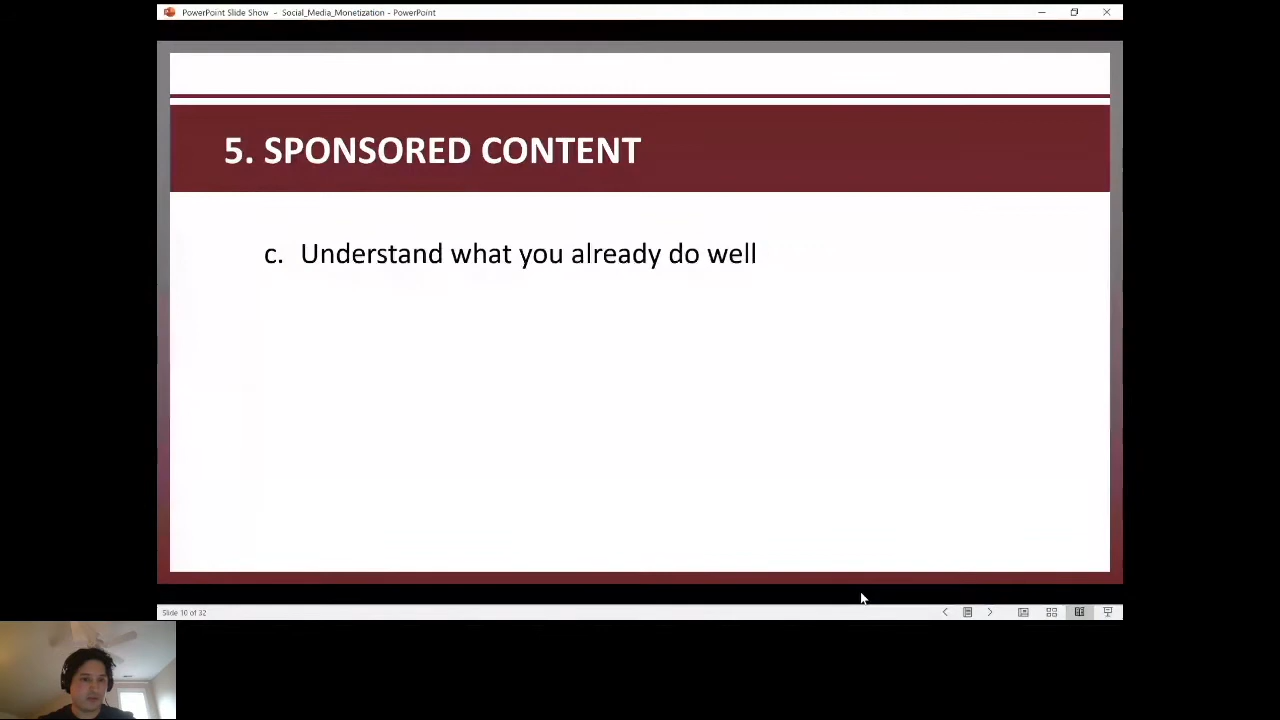 PowerPoint Slide Show - Social_Media_Monetization - PowerPoint
5. SPONSORED CONTENT
c. Understand what you already do well
Slide 10 of 32